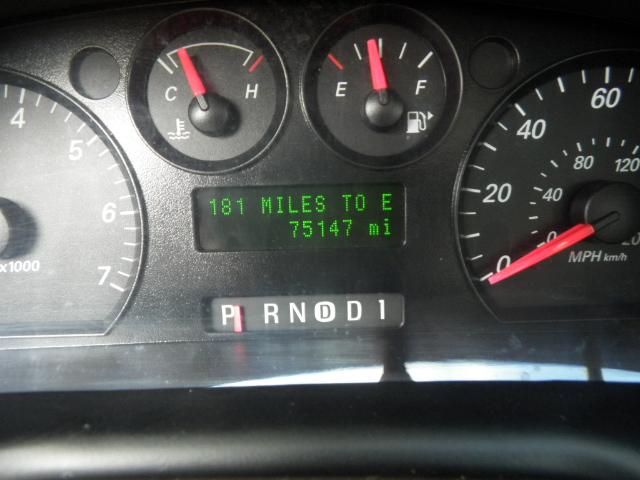 C H
E F
4
5
6
7
x1000
181 MILES TO E
75147 mi
P R N D D 1
0 20 40 60
0 40 80 120
MPH km/h